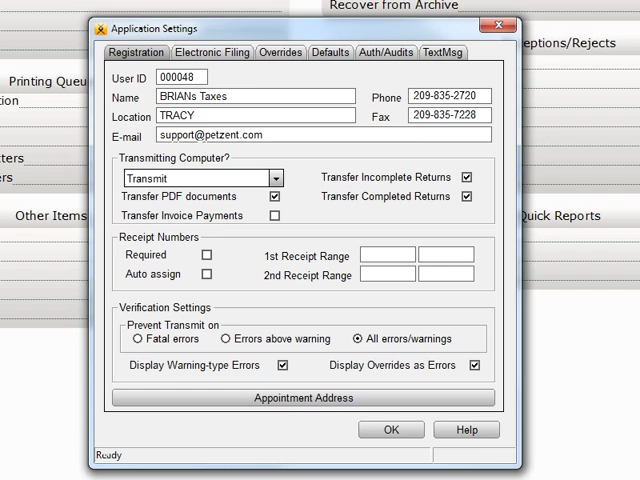 Recover from Archive
Application Settings
Registration Electronic Filing Overrides Defaults Auth/Audits TextMsg
eptions/Rejects
User ID 000048
Printing Queu
Name BRIANs Taxes Phone 209-835-2720
tion
Location TRACY Fax 209-835-7228
E-mail support@petzent.com
tters
Transmitting Computer?
ers
Transmit Transfer Incomplete Returns
Transfer PDF documents Transfer Completed Returns
Other Items
Transfer Invoice Payments
Quick Reports
Receipt Numbers
Required 1st Receipt Range
Auto assign 2nd Receipt Range
Verification Settings
Prevent Transmit on
Fatal errors Errors above warning All errors/warnings
Display Warning-type Errors Display Overrides as Errors
Appointment Address
OK Help
Ready